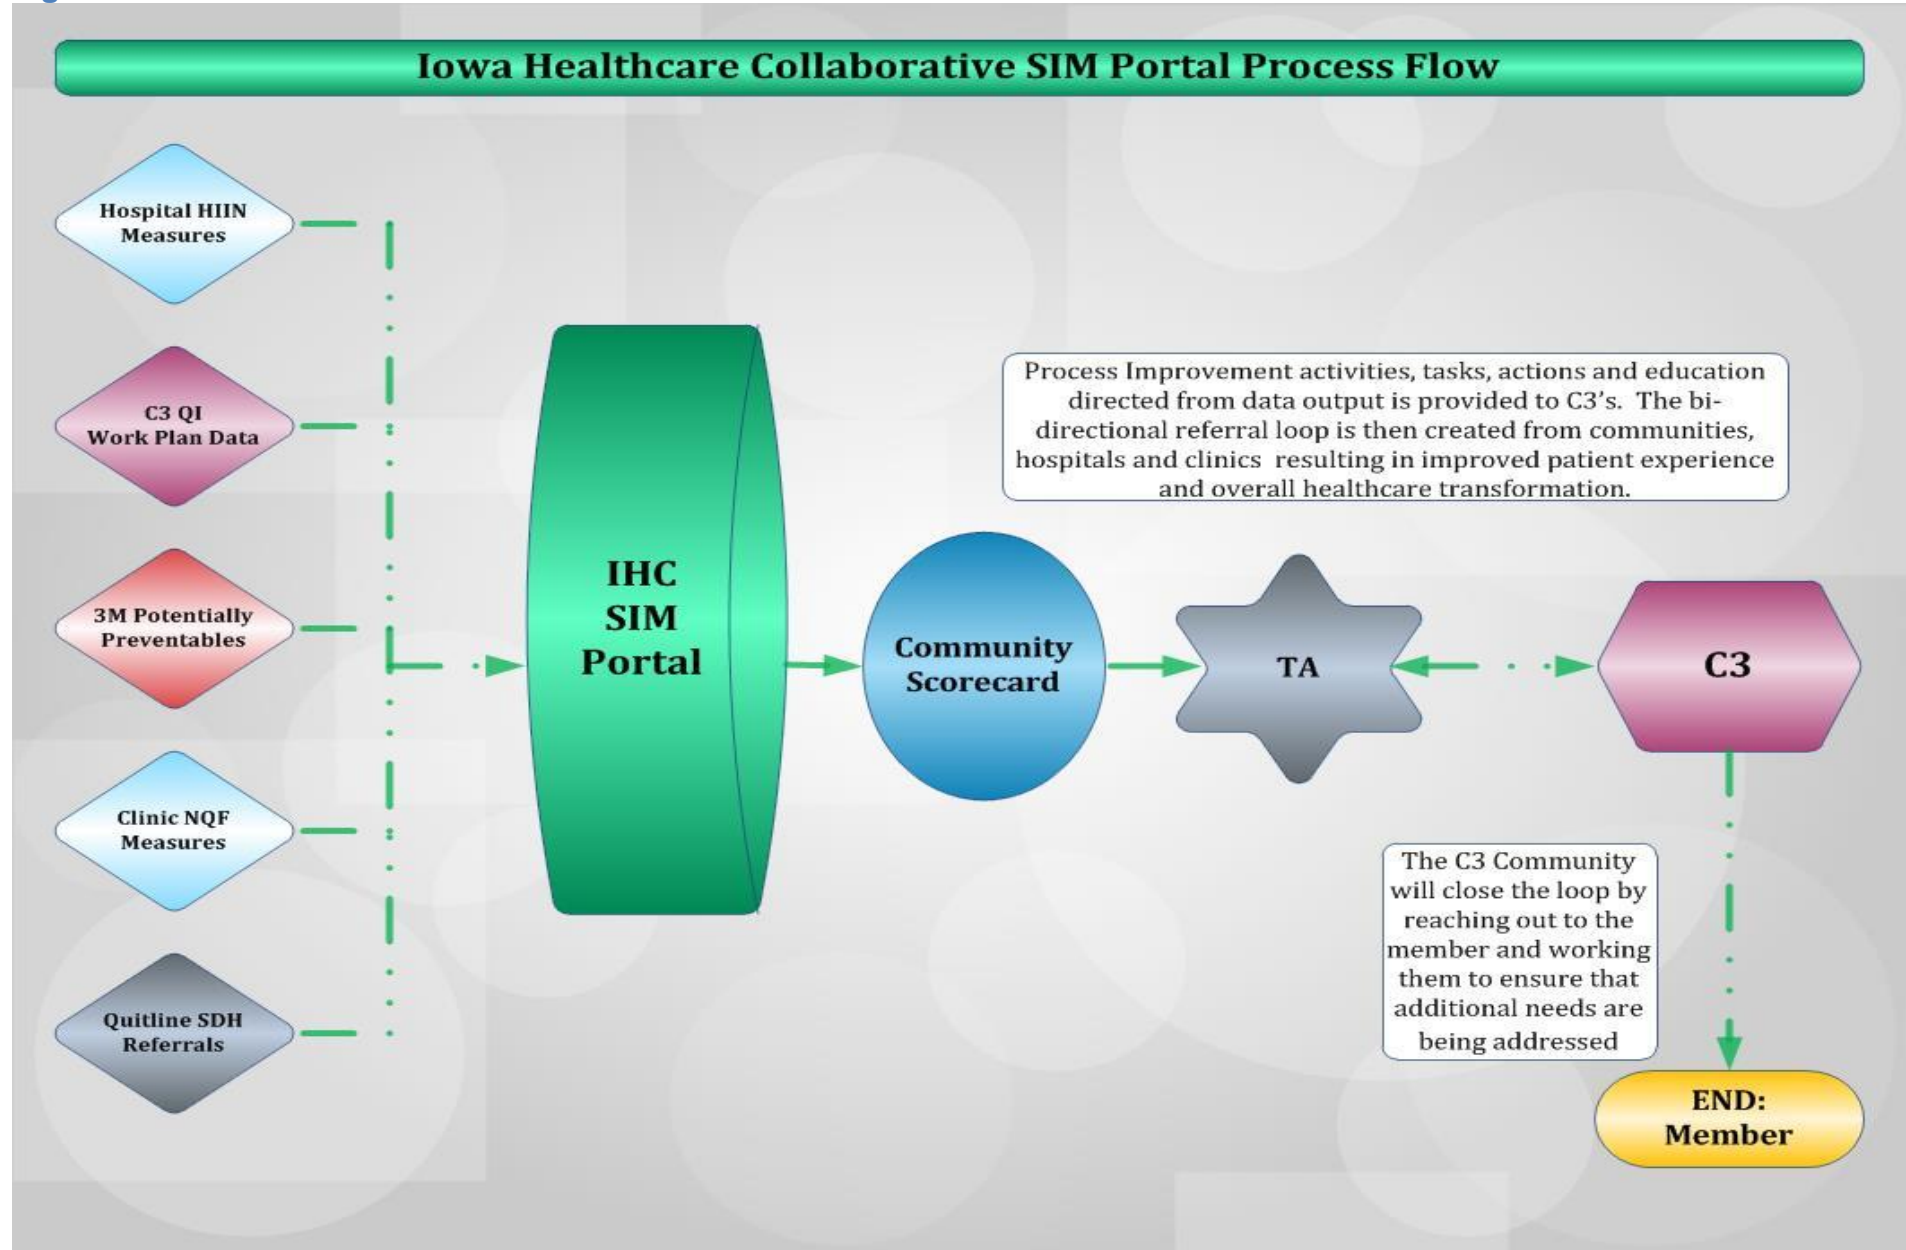 Iowa Healthcare Collaborative SIM Portal Process Flow
Hospital HIIN
Measures
C3 QI
Work Plan Data
3M Potentially
Preventables
Clinic NQF
Measures
Quitline SDH
Referrals
IHC
SIM
Portal
Process Improvement activities, tasks, actions and education
directed from data output is provided to C3's.  The bi-
directional referral loop is then created from communities,
hospitals and clinics  resulting in improved patient experience
and overall healthcare transformation.
Community
Scorecard
TA
C3
The C3 Community
will close the loop by
reaching out to the
member and working
them to ensure that
additional needs are
being addressed
END:
Member